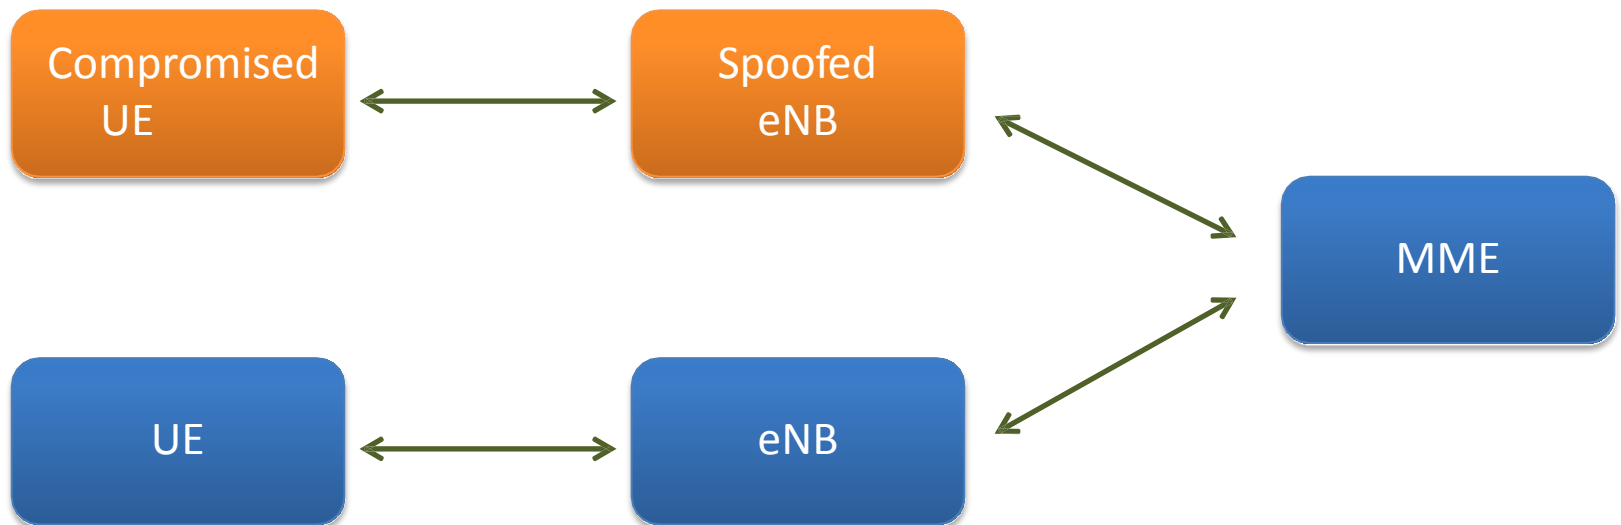 Compromised
UE
Spoofed
eNB
MME
UE
eNB